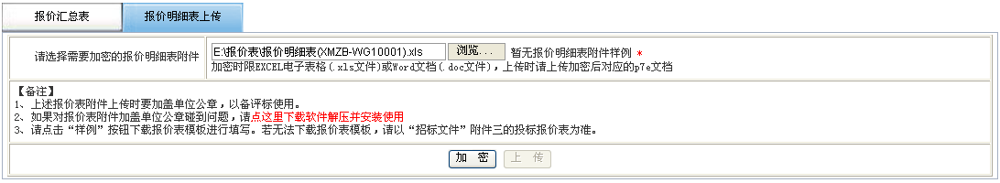 报价汇总表
报价明细表上传
请选择需要加密的报价明细表附件
E:\报价表\报价明细表(XMZB-WG10001).xls
浏览...
暂无报价明细表附件样例 *
加密时限EXCEL电子表格(.xls文件)或Word文档(.doc文件)，上传时请上传加密后对应的p7e文档
【备注】
1、上述报价表附件上传时要加盖单位公章，以备评标使用。
2、如果对报价表附件加盖单位公章碰到问题，请点这里下载软件解压并安装使用
3、请点击“样例”按钮下载报价表模板进行填写。若无法下载报价表模板，请以“招标文件”附件三的投标报价表为准。
加 密
上 传